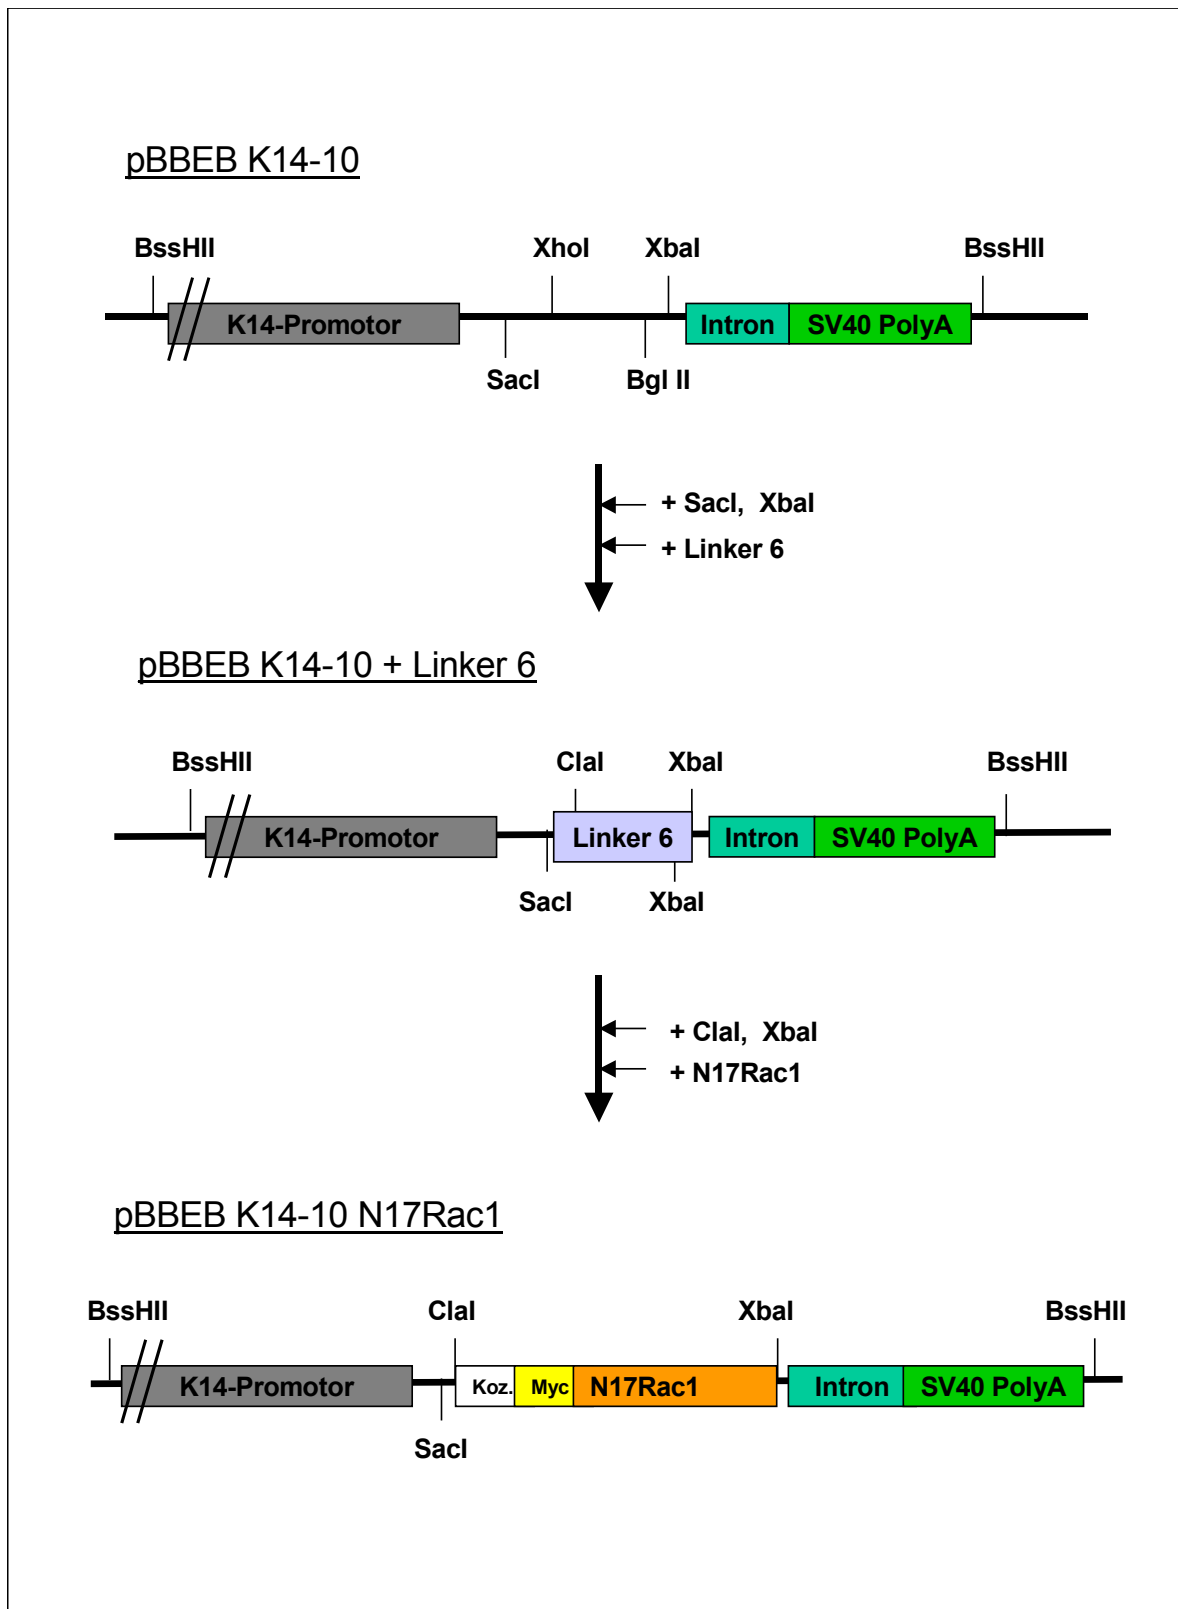 pBBEB K14-10
BssHII XhoI XbaI BssHII
K14-Promotor Intron SV40 PolyA
SacI Bgl II
+ SacI, XbaI
+ Linker 6
pBBEB K14-10 + Linker 6
BssHII ClaI XbaI BssHII
K14-Promotor Linker 6 Intron SV40 PolyA
SacI XbaI
+ ClaI, XbaI
+ N17Rac1
pBBEB K14-10 N17Rac1
BssHII ClaI XbaI BssHII
K14-Promotor Koz. Myc N17Rac1 Intron SV40 PolyA
SacI